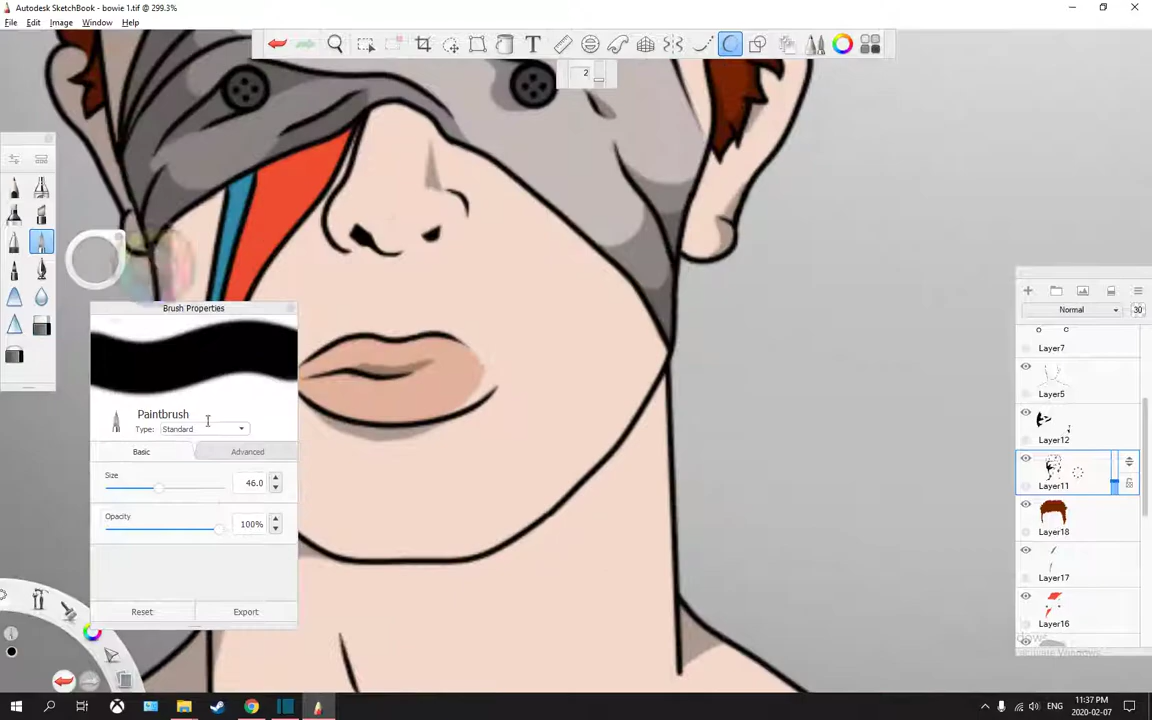 Autodesk SketchBook - bowie 1.tif @ 299.3%
File Edit Image Window Help
2
Brush Properties
Paintbrush
Type: Standard
Basic Advanced
Size
46.0
Opacity
100%
Reset Export
Normal 30
Layer7
Layer5
Layer12
Layer11
Layer18
Layer17
Layer16
Activate Windows
ENG
11:37 PM
2020-02-07